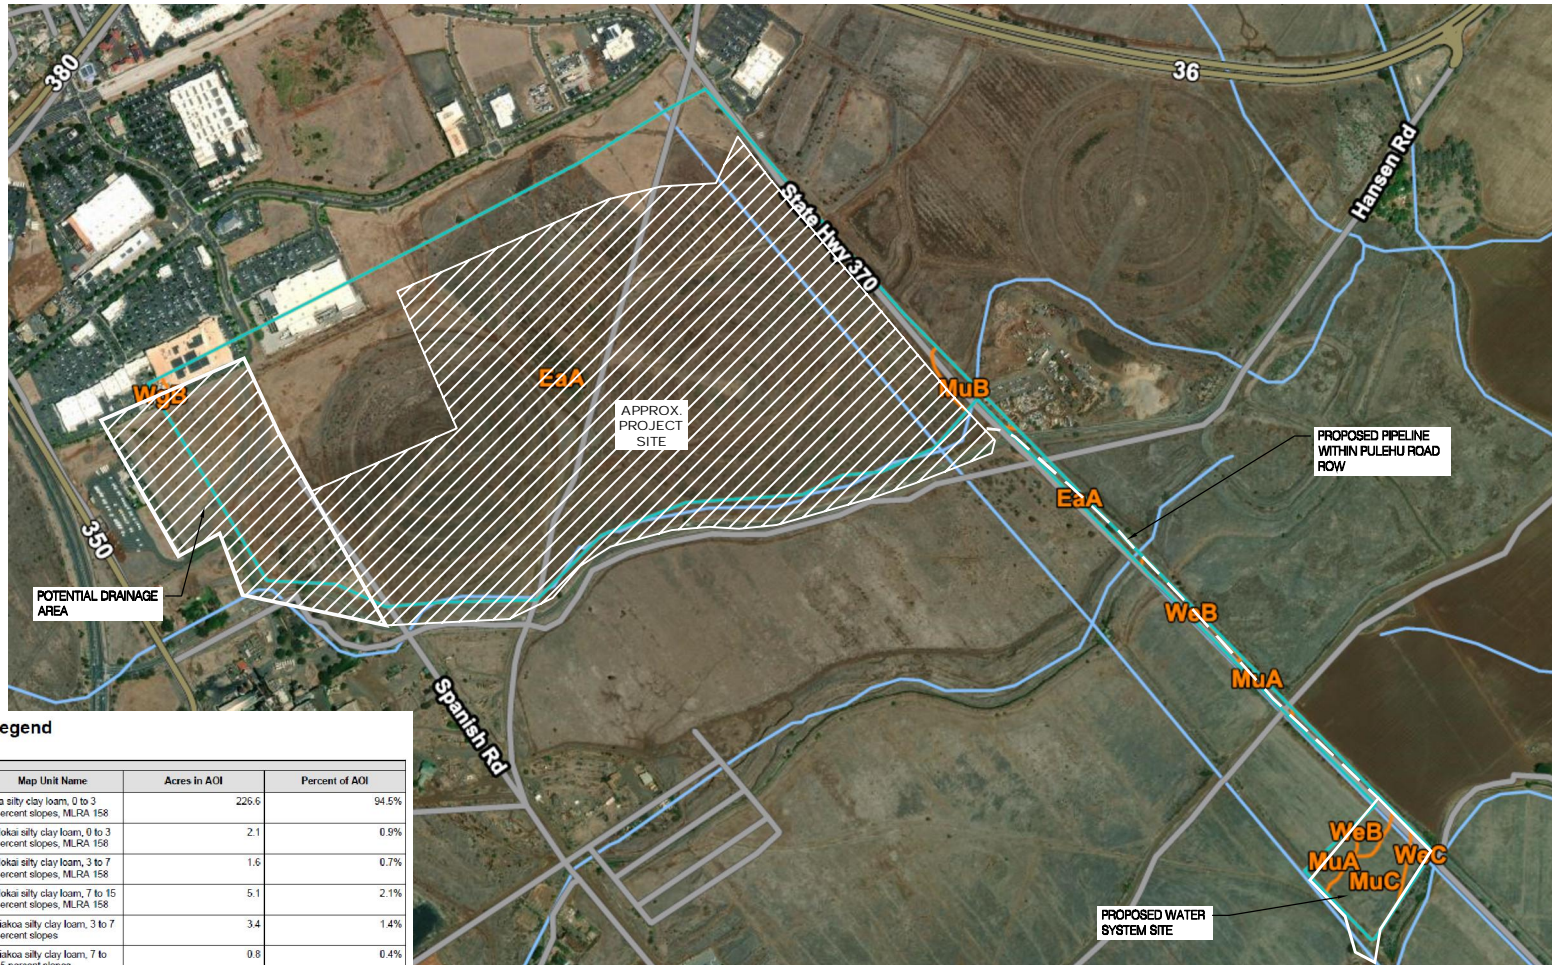 380
36
Hansen Rd
State Hwy 370
WgB
EaA
APPROX.
PROJECT
SITE
MuB
PROPOSED PIPELINE
WITHIN PULEHU ROAD
ROW
EaA
350
POTENTIAL DRAINAGE
AREA
WeB
MuA
Spanish Rd
WeB
MuA
WeC
MuC
PROPOSED WATER
SYSTEM SITE
egend
Map Unit Name Acres in AOI Percent of AOI
a silty clay loam, 0 to 3 226.6 94.5%
ercent slopes, MLRA 158
okai silty clay loam, 0 to 3 2.1 0.9%
ercent slopes, MLRA 158
okai silty clay loam, 3 to 7 1.6 0.7%
ercent slopes, MLRA 158
okai silty clay loam, 7 to 15 5.1 2.1%
ercent slopes, MLRA 158
iakoa silty clay loam, 3 to 7 3.4 1.4%
ercent slopes
iakoa silty clay loam, 7 to 0.8 0.4%
5 percent slopes